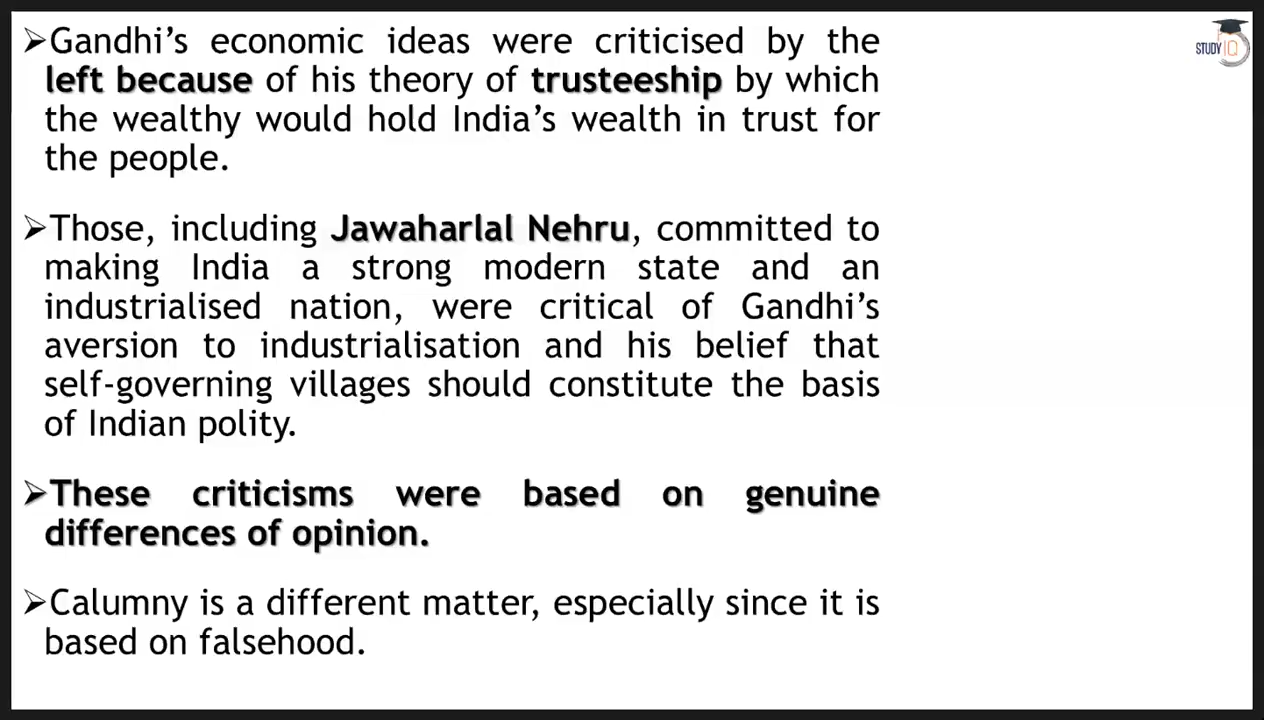 ➢Gandhi’s economic ideas were criticised by the
left because of his theory of trusteeship by which
the wealthy would hold India’s wealth in trust for
the people.
➢Those, including Jawaharlal Nehru, committed to
making India a strong modern state and an
industrialised nation, were critical of Gandhi’s
aversion to industrialisation and his belief that
self-governing villages should constitute the basis
of Indian polity.
➢These criticisms were based on genuine
differences of opinion.
➢Calumny is a different matter, especially since it is
based on falsehood.
STUDY IQ